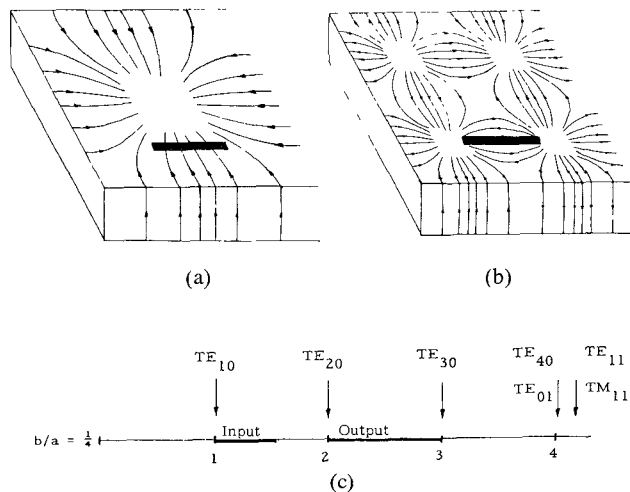 (a)
(b)
TE10 TE20 TE30 TE40 TE11
TE01 TM11
b/a = 1/4 Input Output
1 2 3 4
(c)